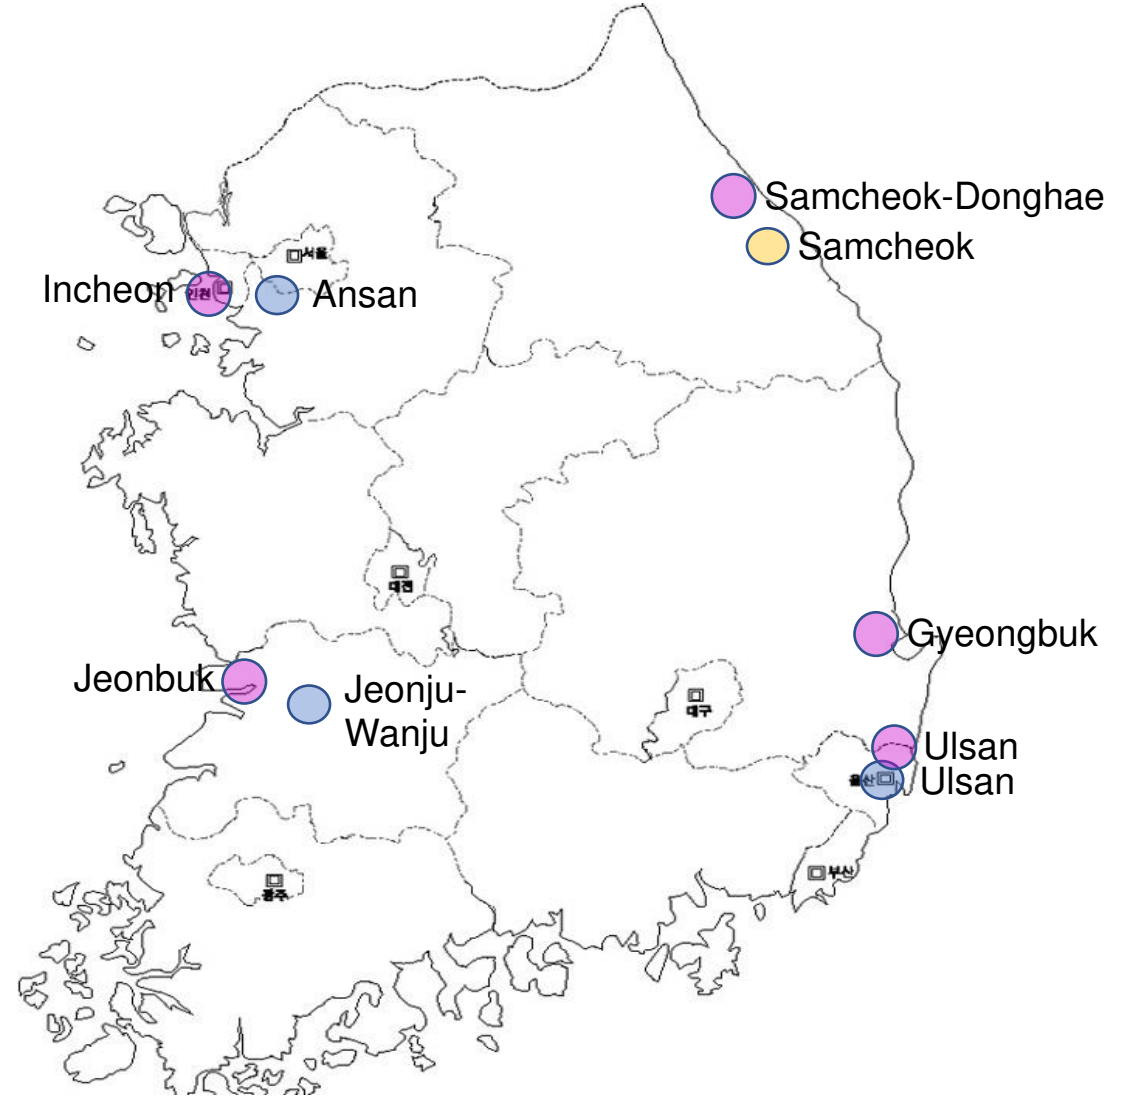 Samcheok-Donghae
Samcheok
서울
Incheon
인천
Ansan
대전
Gyeongbuk
Jeonbuk
Jeonju-
Wanju
대구
Ulsan
울산
Ulsan
부산
광주